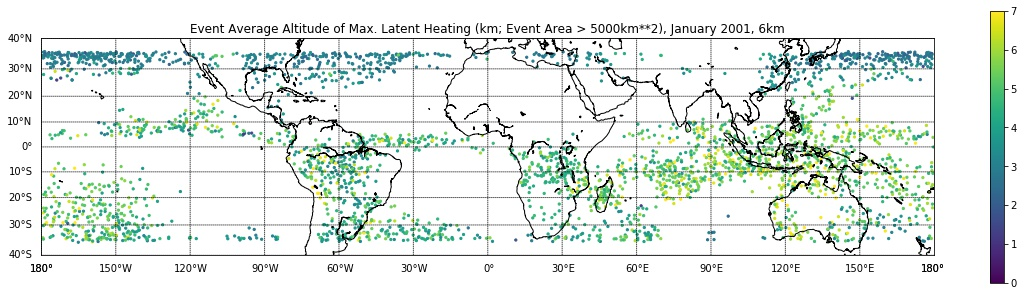 Event Average Altitude of Max. Latent Heating (km; Event Area > 5000km**2), January 2001, 6km
7
6
5
4
3
2
1
0
40°N
30°N
20°N
10°N
0°
10°S
20°S
30°S
40°S
180° 150°W 120°W 90°W 60°W 30°W 0° 30°E 60°E 90°E 120°E 150°E 180°